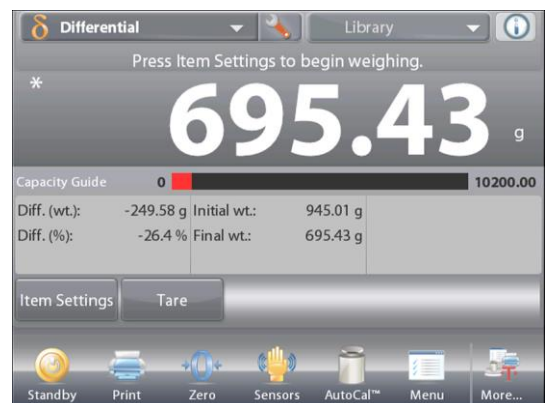 δ Differential Library i
Press Item Settings to begin weighing.
* 695.43 g
Capacity Guide 0 10200.00
Diff. (wt.): -249.58 g Initial wt.: 945.01 g
Diff. (%): -26.4 % Final wt.: 695.43 g
Item Settings Tare
Standby Print Zero Sensors AutoCal™ Menu More...